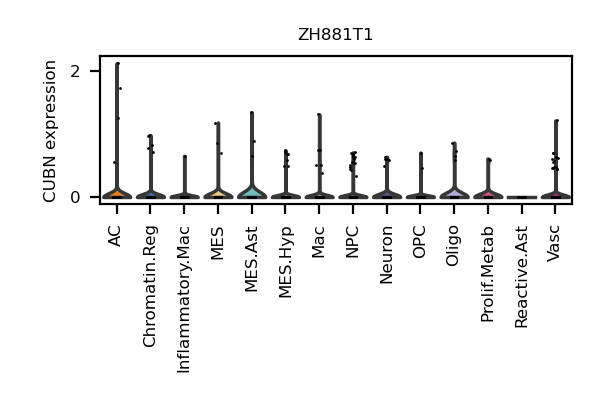 ZH881T1
CUBN expression
2
0
AC
Chromatin.Reg
Inflammatory.Mac
MES
MES.Ast
MES.Hyp
Mac
NPC
Neuron
OPC
Oligo
Prolif.Metab
Reactive.Ast
Vasc